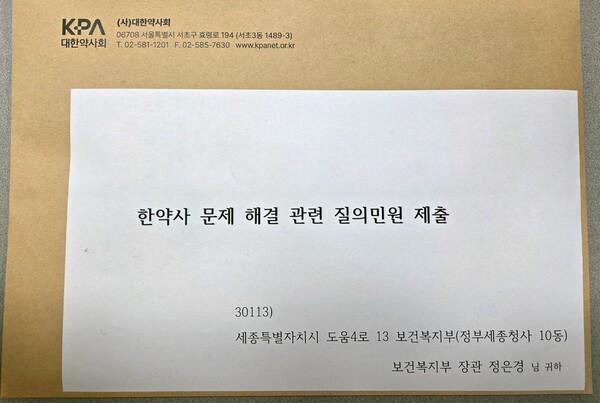 KPA
대한약사회
(사)대한약사회
06708 서울특별시 서초구 효령로 194 (서초3동 1489-3)
T. 02-581-1201 F. 02-585-7630 www.kpanet.or.kr
한약사 문제 해결 관련 질의민원 제출
30113)
세종특별자치시 도움4로 13 보건복지부(정부세종청사 10동)
보건복지부 장관 정은경 님 귀하